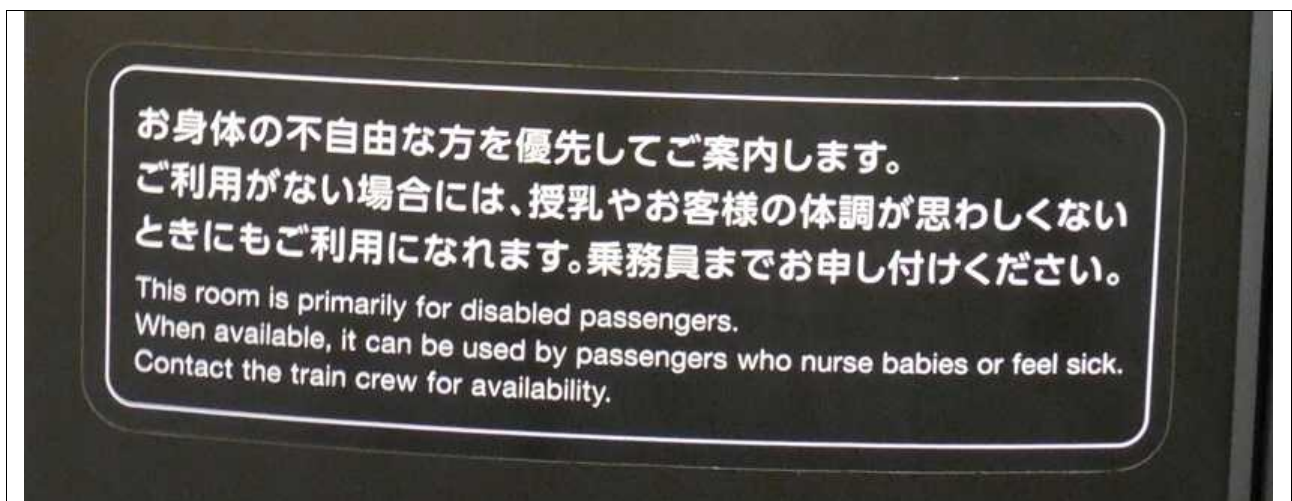 お身体の不自由な方を優先してご案内します。
ご利用がない場合には、授乳やお客様の体調が思わしくない
ときにもご利用になれます。乗務員までお申し付けください。
This room is primarily for disabled passengers.
When available, it can be used by passengers who nurse babies or feel sick.
Contact the train crew for availability.